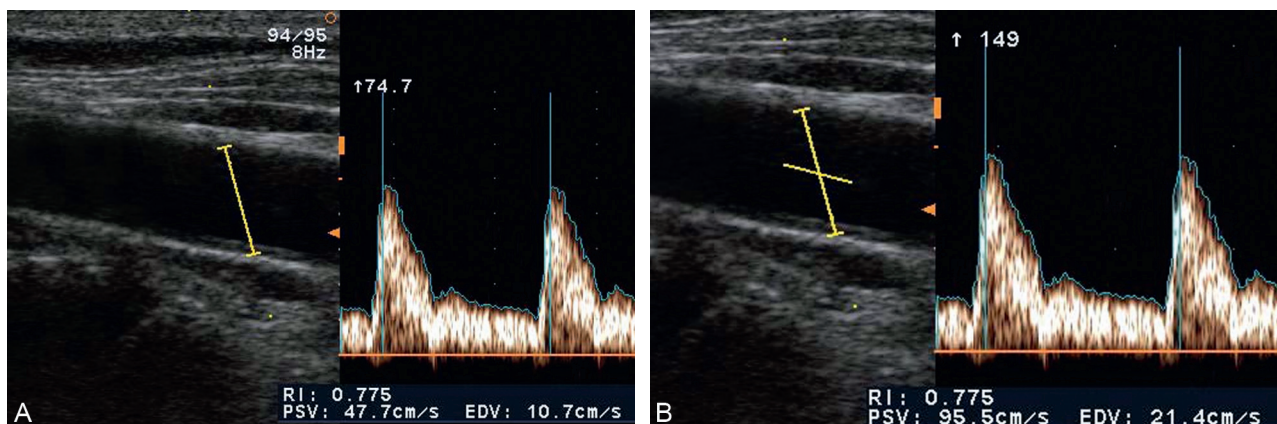 94/95
8Hz
↑74.7
RI: 0.775
PSV: 47.7cm/s EDV: 10.7cm/s
A
↑ 149
RI: 0.775
PSV: 95.5cm/s EDV: 21.4cm/s
B